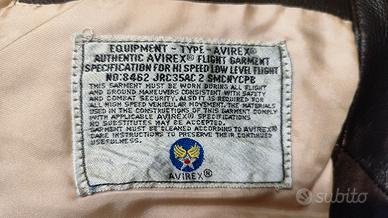 EQUIPMENT - TYPE - AVIREX®
AUTHENTIC AVIREX® FLIGHT GARMENT
SPECIFICATION FOR HI SPEED LOW LEVEL FLIGHT
NO:8462 JRC35AC 2 SMCNYCPB
THIS GARMENT MUST BE WORN DURING ALL FLIGHT
AND GROUND MANEUVERS CONSISTENT WITH SAFETY
AND COMBAT SECURITY. ALSO IT IS REQUIRED FOR
ALL HIGH SPEED VEHICULAR MOVEMENT. THE MATERIALS
USED IN THE CONSTRUCTIONS OF THIS GARMENT COMPLY
WITH APPLICABLE AVIREX® SPECIFICATIONS
NO SUBSTITUTES MAY BE ACCEPTED.
GARMENT MUST BE CLEANED ACCORDING TO AVIREX®
CARE INSTRUCTIONS TO PRESERVE THEIR CONTINUED
USEFULNESS.
AVIREX®
subito